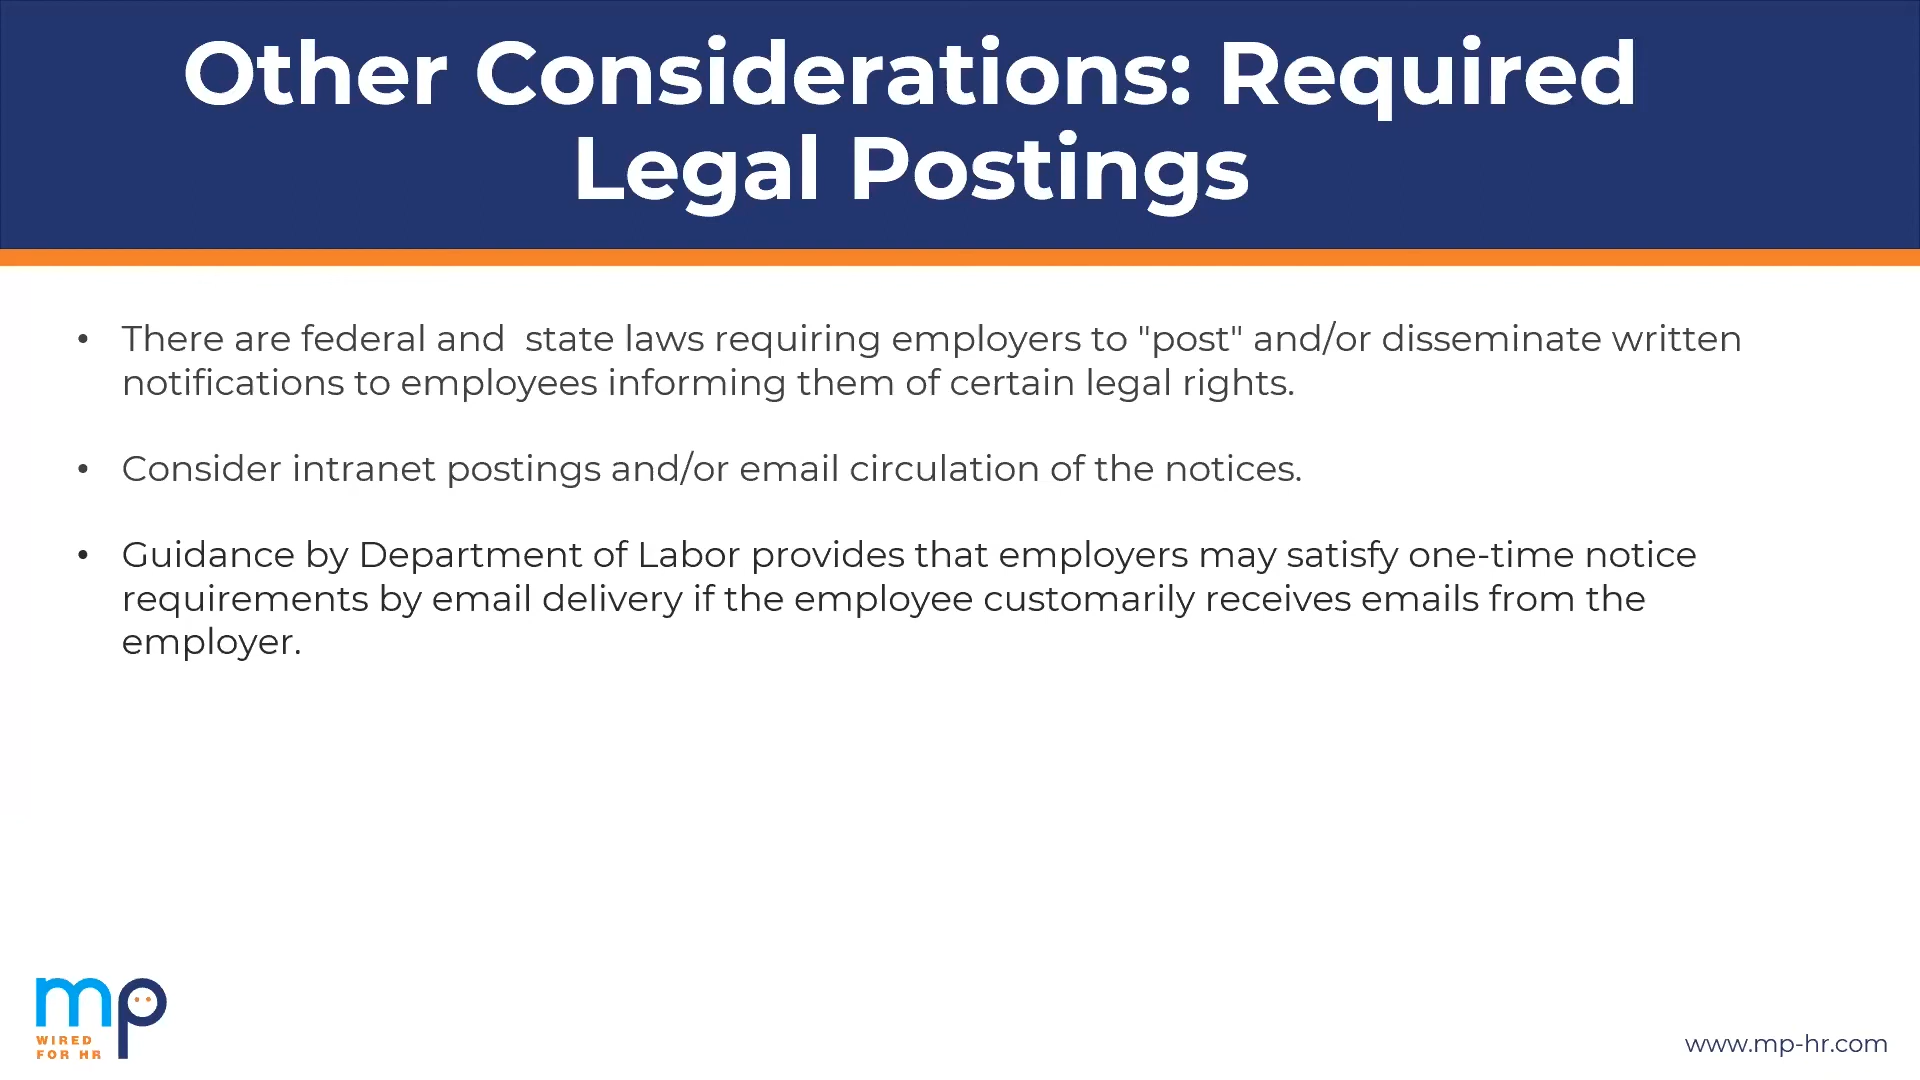 Other Considerations: Required
Legal Postings
• There are federal and  state laws requiring employers to "post" and/or disseminate written
notifications to employees informing them of certain legal rights.
• Consider intranet postings and/or email circulation of the notices.
• Guidance by Department of Labor provides that employers may satisfy one-time notice
requirements by email delivery if the employee customarily receives emails from the
employer.
mp
WIRED
FOR HR
www.mp-hr.com